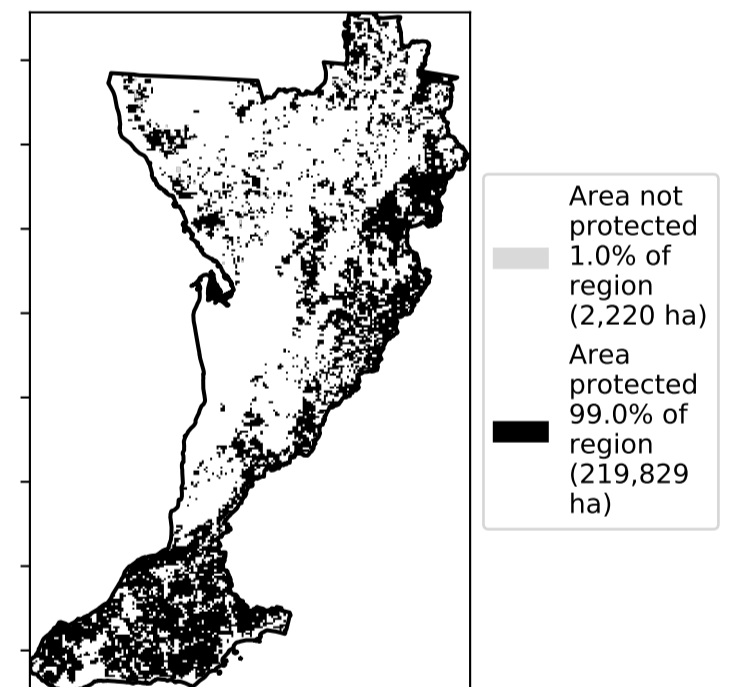 Area not
protected
1.0% of
region
(2,220 ha)
Area
protected
99.0% of
region
(219,829
ha)